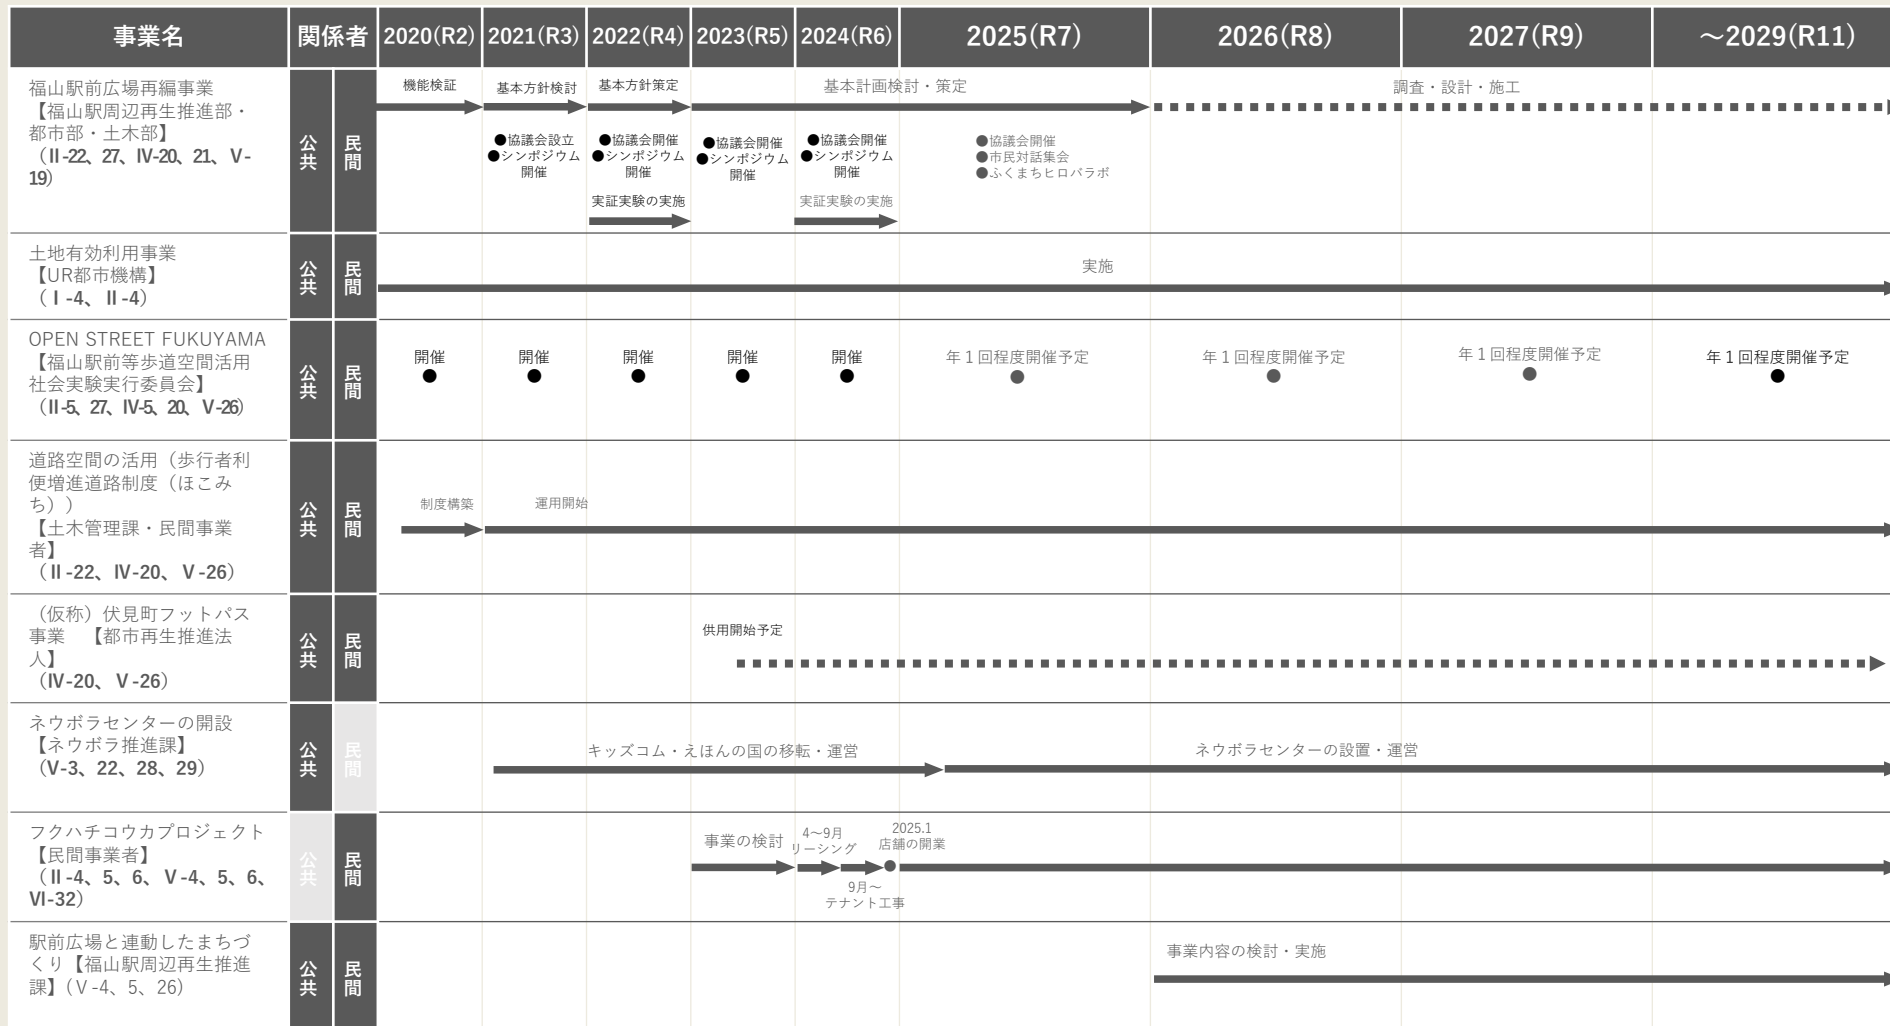 事業名 関係者 2020(R2) 2021(R3) 2022(R4) 2023(R5) 2024(R6) 2025(R7) 2026(R8) 2027(R9) ～2029(R11)
福山駅前広場再編事業
【福山駅周辺再生推進部・
都市部・土木部】
（Ⅱ-22、27、Ⅳ-20、21、Ⅴ-
19）
公共
民間
機能検証
基本方針検討
基本方針策定
基本計画検討・策定
調査・設計・施工
●協議会設立
●シンポジウム
開催
●協議会開催
●シンポジウム
開催
●協議会開催
●シンポジウム
開催
●協議会開催
●シンポジウム
開催
●協議会開催
●市民対話集会
●ふくまちヒロバラボ
実証実験の実施
実証実験の実施
土地有効利用事業
【UR都市機構】
（Ⅰ-4、Ⅱ-4）
公共
民間
実施
OPEN STREET FUKUYAMA
【福山駅前等歩道空間活用
社会実験実行委員会】
（Ⅱ-5、27、Ⅳ-5、20、Ⅴ-26）
公共
民間
開催
開催
開催
開催
開催
年１回程度開催予定
年１回程度開催予定
年１回程度開催予定
年１回程度開催予定
道路空間の活用（歩行者利
便増進道路制度（ほこみ
ち））
【土木管理課・民間事業
者】
（Ⅱ-22、Ⅳ-20、Ⅴ-26）
公共
民間
制度構築
運用開始
（仮称）伏見町フットパス
事業　【都市再生推進法
人】
（Ⅳ-20、Ⅴ-26）
公共
民間
供用開始予定
ネウボラセンターの開設
【ネウボラ推進課】
（Ⅴ-3、22、28、29）
公共
民間
キッズコム・えほんの国の移転・運営
ネウボラセンターの設置・運営
フクハチコウカプロジェクト
【民間事業者】
（Ⅱ-4、5、6、Ⅴ-4、5、6、
Ⅵ-32）
公共
民間
事業の検討
4～9月
リーシング
9月～
テナント工事
2025.1
店舗の開業
駅前広場と連動したまちづ
くり【福山駅周辺再生推進
課】（Ⅴ-4、5、26）
公共
民間
事業内容の検討・実施